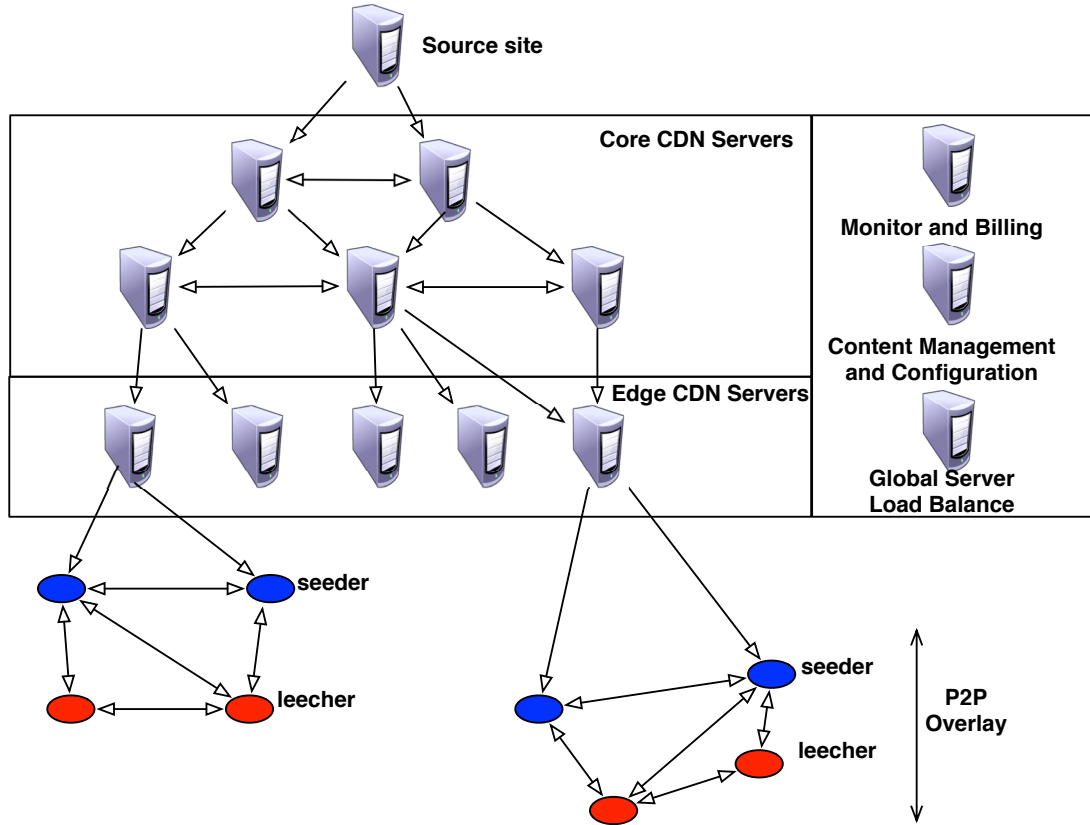 Source site
Core CDN Servers
Monitor and Billing
Content Management
and Configuration
Edge CDN Servers
Global Server
Load Balance
seeder
leecher
seeder
leecher
P2P
Overlay